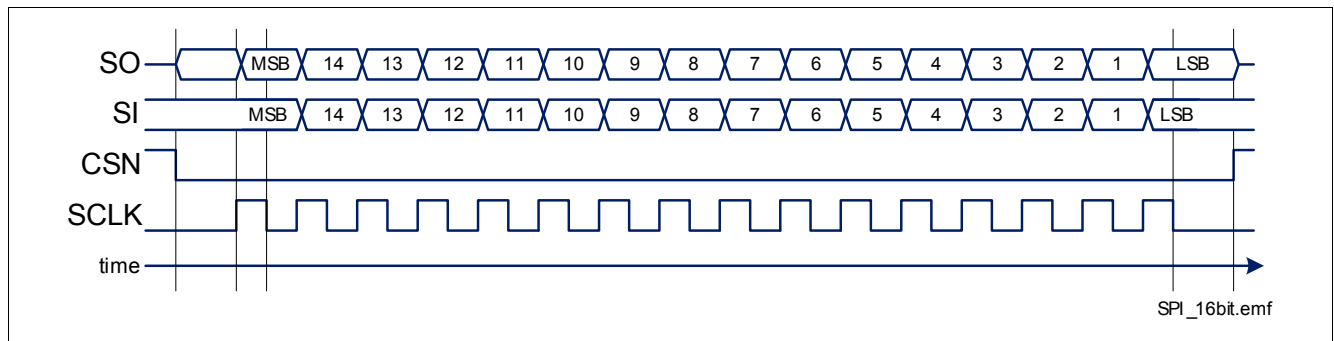 SO MSB 14 13 12 11 10 9 8 7 6 5 4 3 2 1 LSB
SI MSB 14 13 12 11 10 9 8 7 6 5 4 3 2 1 LSB
CSN
SCLK
time
SPI_16bit.emf